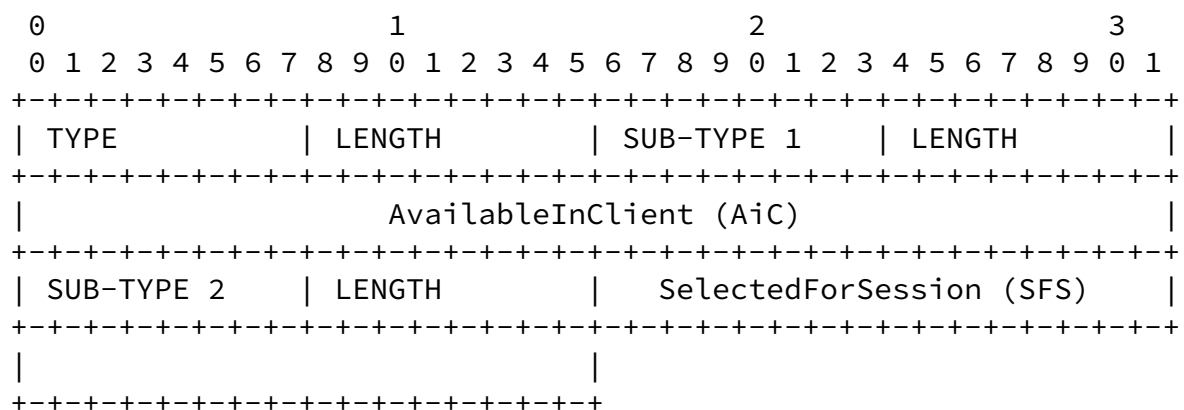 0                   1                   2                   3
 0 1 2 3 4 5 6 7 8 9 0 1 2 3 4 5 6 7 8 9 0 1 2 3 4 5 6 7 8 9 0 1
+-+-+-+-+-+-+-+-+-+-+-+-+-+-+-+-+-+-+-+-+-+-+-+-+-+-+-+-+-+-+-+-+
| TYPE          | LENGTH        | SUB-TYPE 1    | LENGTH        |
+-+-+-+-+-+-+-+-+-+-+-+-+-+-+-+-+-+-+-+-+-+-+-+-+-+-+-+-+-+-+-+-+
|                    AvailableInClient (AiC)                    |
+-+-+-+-+-+-+-+-+-+-+-+-+-+-+-+-+-+-+-+-+-+-+-+-+-+-+-+-+-+-+-+-+
| SUB-TYPE 2    | LENGTH        |   SelectedForSession (SFS)    |
+-+-+-+-+-+-+-+-+-+-+-+-+-+-+-+-+-+-+-+-+-+-+-+-+-+-+-+-+-+-+-+-+
|                               |
+-+-+-+-+-+-+-+-+-+-+-+-+-+-+-+-+